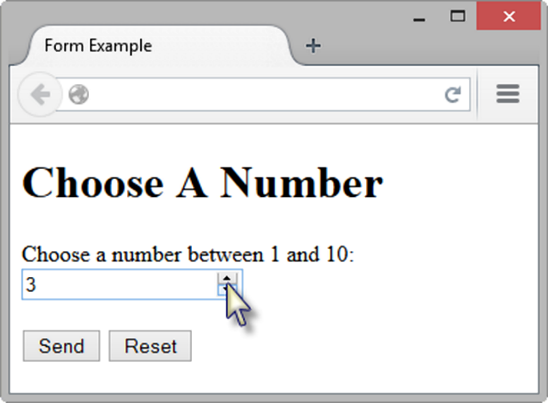 Form Example
Choose A Number
Choose a number between 1 and 10:
3
Send Reset